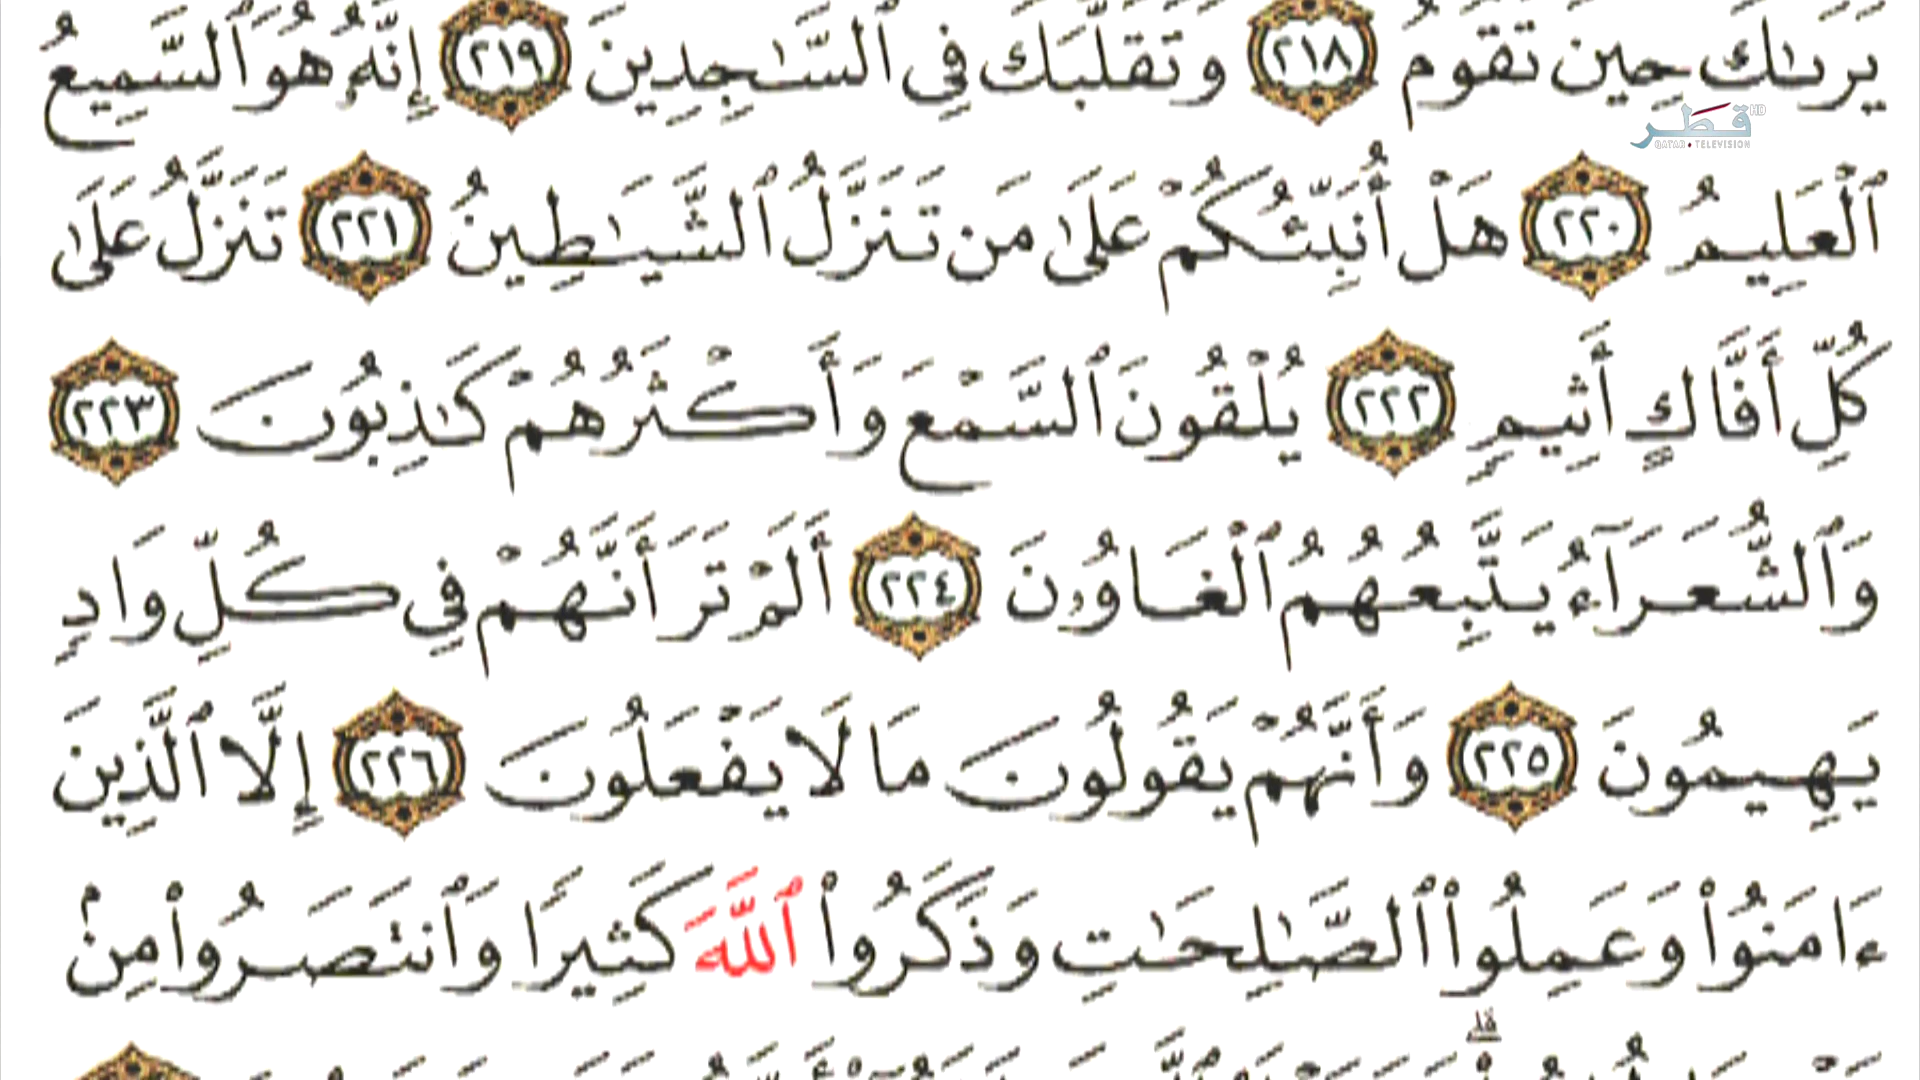 يَرَىٰكَ حِينَ تَقُومُ ٢١٨ وَتَقَلُّبَكَ فِى ٱلسَّٰجِدِينَ ٢١٩ إِنَّهُۥ هُوَ ٱلسَّمِيعُ
قطر HD
QATAR TELEVISION
ٱلْعَلِيمُ ٢٢٠ هَلْ أُنَبِّئُكُمْ عَلَىٰ مَن تَنَزَّلُ ٱلشَّيَٰطِينُ ٢٢١ تَنَزَّلُ عَلَىٰ
كُلِّ أَفَّاكٍ أَثِيمٍ ٢٢٢ يُلْقُونَ ٱلسَّمْعَ وَأَكْثَرُهُمْ كَٰذِبُونَ ٢٢٣
وَٱلشُّعَرَآءُ يَتَّبِعُهُمُ ٱلْغَاوُۥنَ ٢٢٤ أَلَمْ تَرَ أَنَّهُمْ فِى كُلِّ وَادٍ
يَهِيمُونَ ٢٢٥ وَأَنَّهُمْ يَقُولُونَ مَا لَا يَفْعَلُونَ ٢٢٦ إِلَّا ٱلَّذِينَ
ءَامَنُوا۟ وَعَمِلُوا۟ ٱلصَّٰلِحَٰتِ وَذَكَرُوا۟ ٱللَّهَ كَثِيرًا وَٱنتَصَرُوا۟ مِنۢ